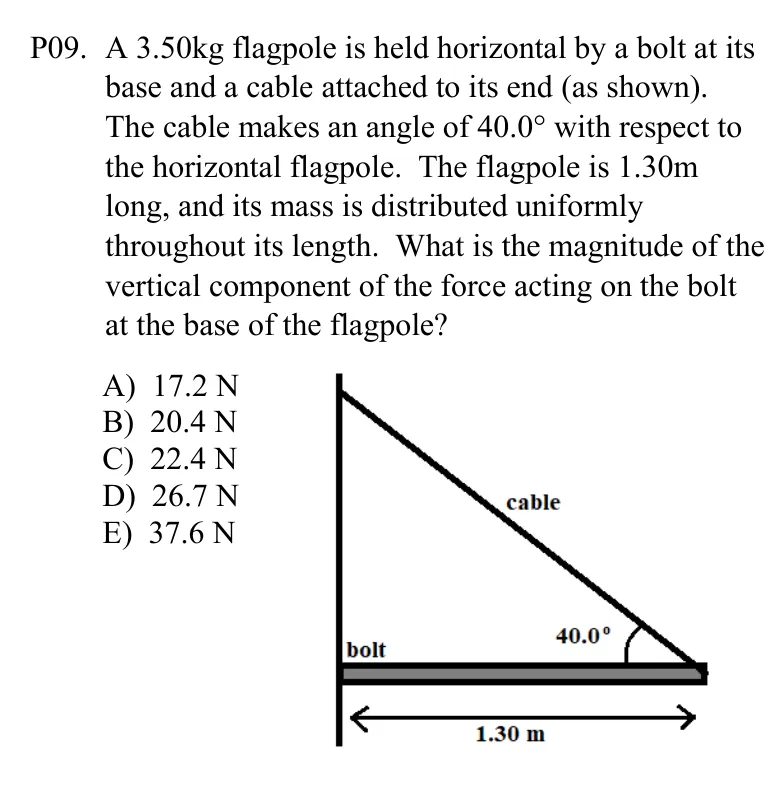 P09. A 3.50kg flagpole is held horizontal by a bolt at its
base and a cable attached to its end (as shown).
The cable makes an angle of 40.0° with respect to
the horizontal flagpole. The flagpole is 1.30m
long, and its mass is distributed uniformly
throughout its length. What is the magnitude of the
vertical component of the force acting on the bolt
at the base of the flagpole?
A) 17.2 N
B) 20.4 N
C) 22.4 N
D) 26.7 N
E) 37.6 N
cable
40.0°
bolt
1.30 m